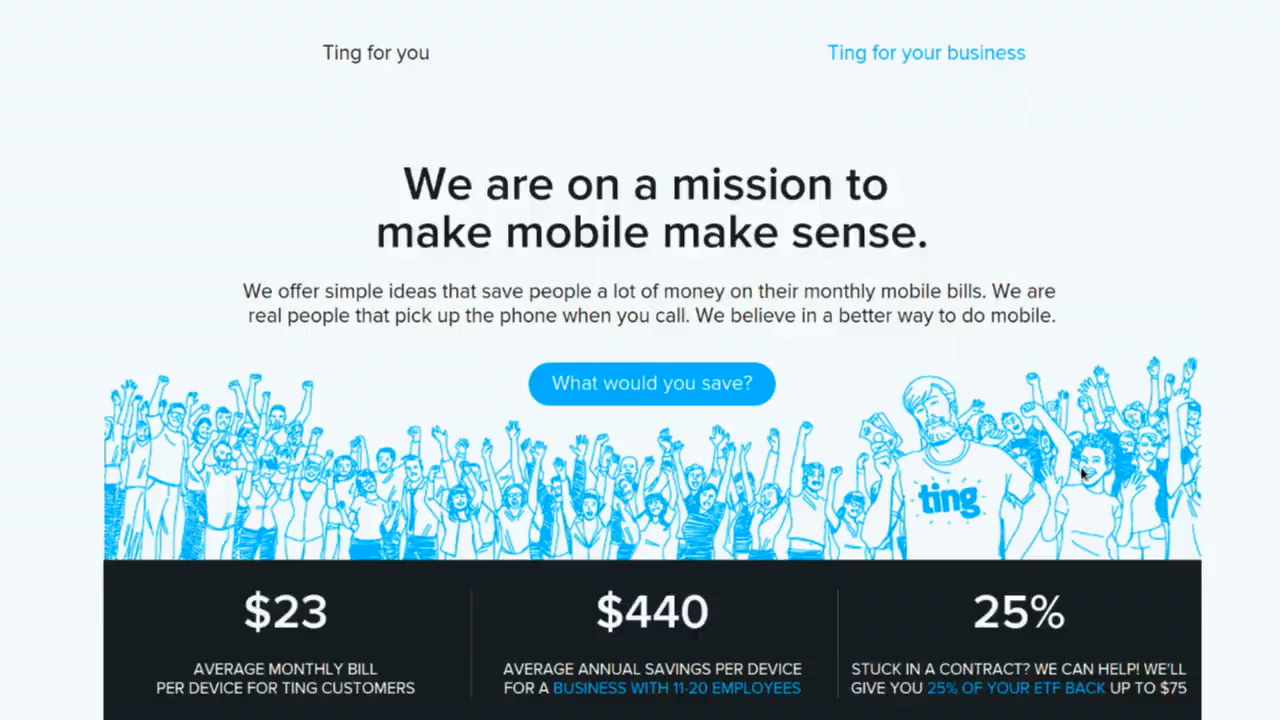 Ting for you
Ting for your business
We are on a mission to
make mobile make sense.
We offer simple ideas that save people a lot of money on their monthly mobile bills. We are
real people that pick up the phone when you call. We believe in a better way to do mobile.
What would you save?
ting
$23
AVERAGE MONTHLY BILL
PER DEVICE FOR TING CUSTOMERS
$440
AVERAGE ANNUAL SAVINGS PER DEVICE
FOR A BUSINESS WITH 11-20 EMPLOYEES
25%
STUCK IN A CONTRACT? WE CAN HELP! WE'LL
GIVE YOU 25% OF YOUR ETF BACK UP TO $75